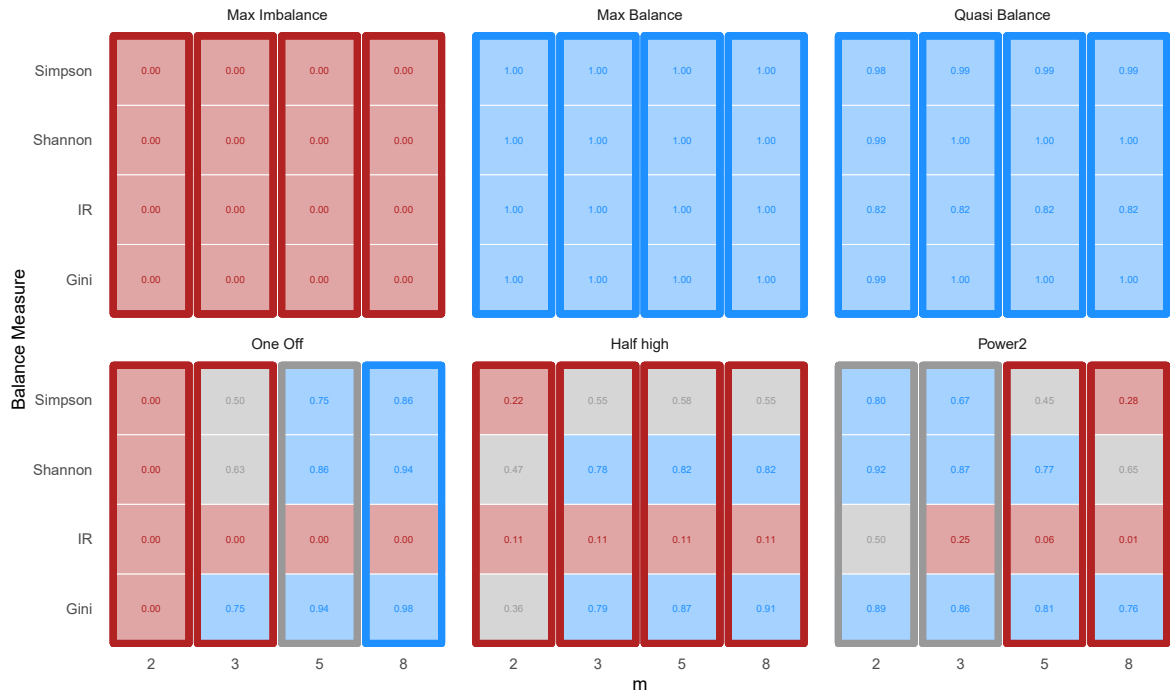 Max Imbalance Max Balance Quasi Balance
Simpson 0.00 0.00 0.00 0.00 1.00 1.00 1.00 1.00 0.98 0.99 0.99 0.99
Shannon 0.00 0.00 0.00 0.00 1.00 1.00 1.00 1.00 0.99 1.00 1.00 1.00
IR 0.00 0.00 0.00 0.00 1.00 1.00 1.00 1.00 0.82 0.82 0.82 0.82
Gini 0.00 0.00 0.00 0.00 1.00 1.00 1.00 1.00 0.99 1.00 1.00 1.00
Balance Measure
One Off Half high Power2
Simpson 0.00 0.50 0.75 0.86 0.22 0.55 0.58 0.55 0.80 0.67 0.45 0.28
Shannon 0.00 0.63 0.86 0.94 0.47 0.78 0.82 0.82 0.92 0.87 0.77 0.65
IR 0.00 0.00 0.00 0.00 0.11 0.11 0.11 0.11 0.50 0.25 0.06 0.01
Gini 0.00 0.75 0.94 0.98 0.36 0.79 0.87 0.91 0.89 0.86 0.81 0.76
2 3 5 8 2 3 5 8 2 3 5 8
m